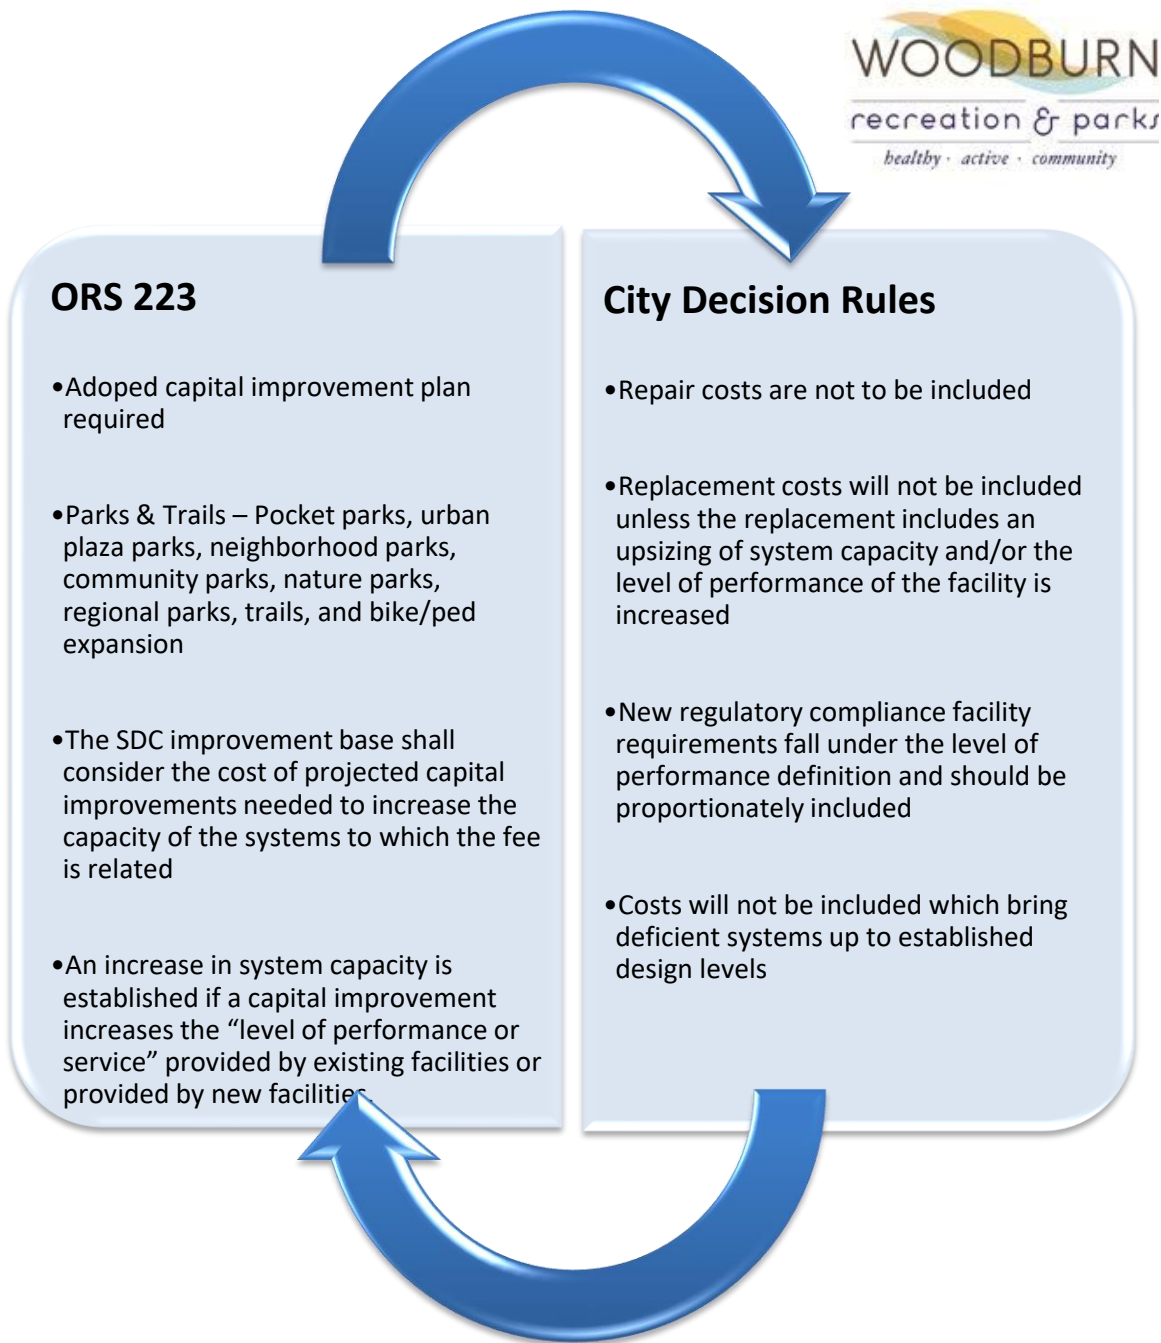 WOODBURN
recreation & parks
healthy · active · community
ORS 223
•Adoped capital improvement plan
required
•Parks & Trails – Pocket parks, urban
plaza parks, neighborhood parks,
community parks, nature parks,
regional parks, trails, and bike/ped
expansion
•The SDC improvement base shall
consider the cost of projected capital
improvements needed to increase the
capacity of the systems to which the fee
is related
•An increase in system capacity is
established if a capital improvement
increases the “level of performance or
service” provided by existing facilities or
provided by new facilities.
City Decision Rules
•Repair costs are not to be included
•Replacement costs will not be included
unless the replacement includes an
upsizing of system capacity and/or the
level of performance of the facility is
increased
•New regulatory compliance facility
requirements fall under the level of
performance definition and should be
proportionately included
•Costs will not be included which bring
deficient systems up to established
design levels